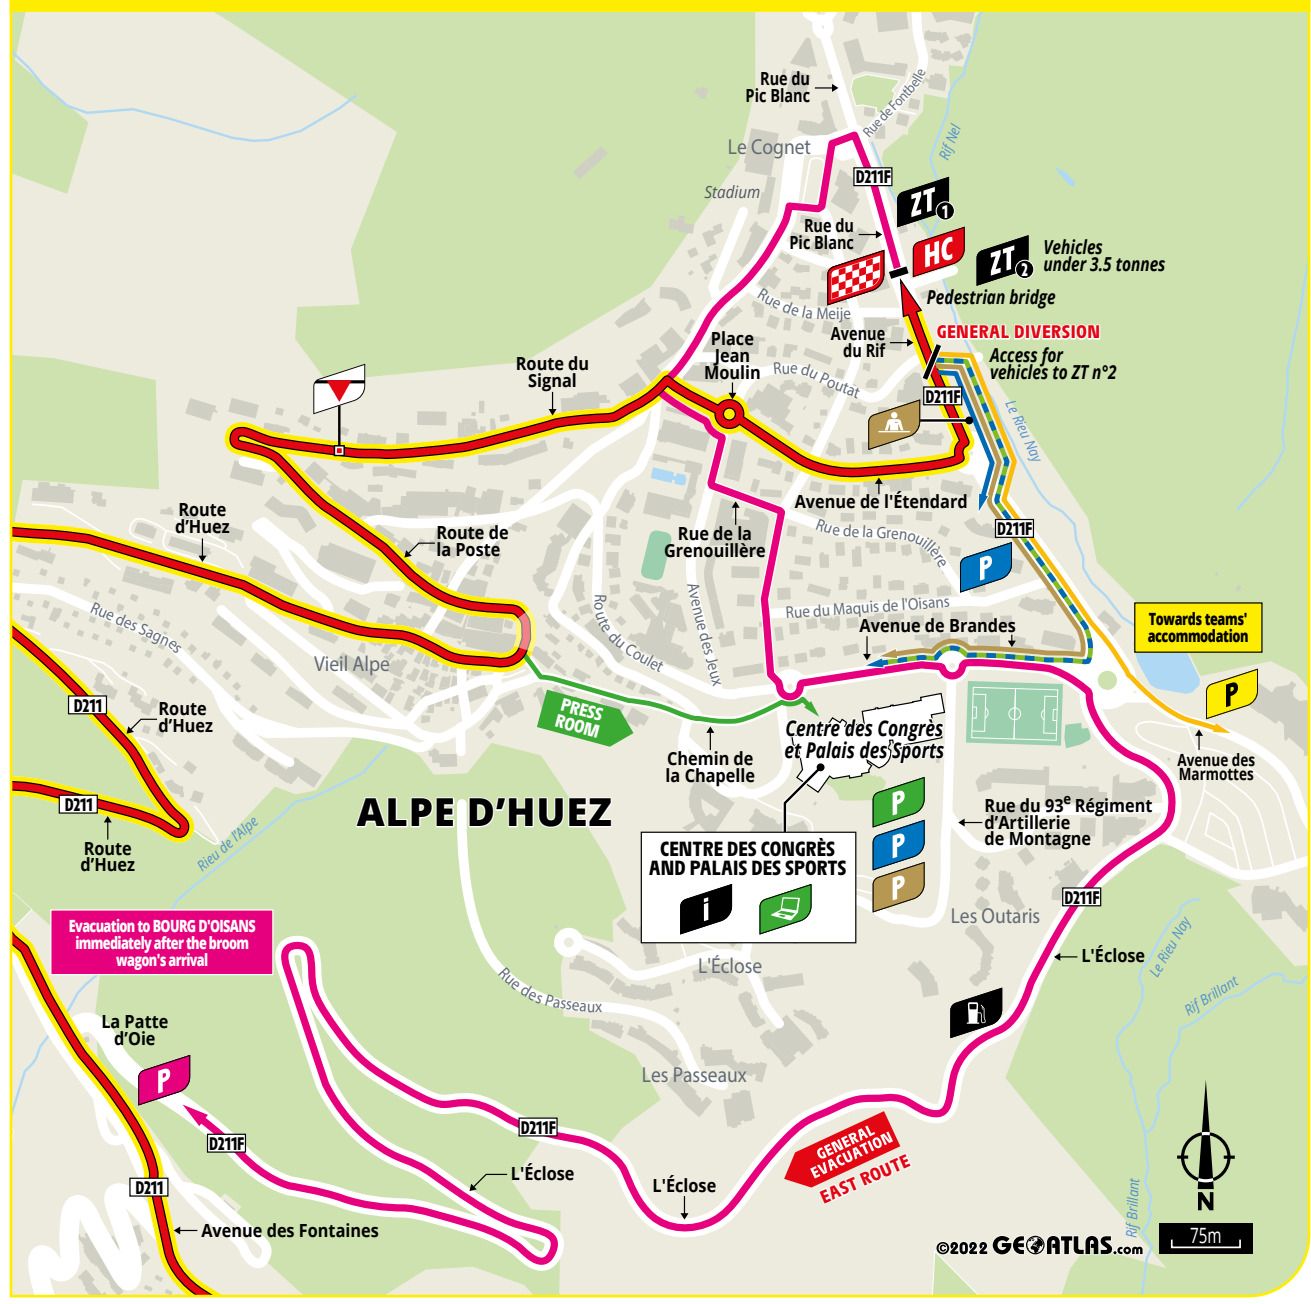 Rue du
Pic Blanc
Rue de Fontbelle
Le Cognet
Rif Nel
D211F
Stadium
ZT
1
Rue du
Pic Blanc
HC
ZT
2
Vehicles
under 3.5 tonnes
Pedestrian bridge
Rue de la Meije
Avenue
du Rif
GENERAL DIVERSION
Place
Jean
Moulin
Access for
vehicles to ZT n°2
Route du
Signal
Rue du Poutat
D211F
Le Rieu Nay
Avenue de l'Étendard
Route
d'Huez
Route de
la Poste
Rue de la
Grenouillère
Rue de la Grenouillère
D211F
P
Rue des Sagnes
Route du Coulet
Avenue des Jeux
Rue du Maquis de l'Oisans
Avenue de Brandes
Towards teams'
accommodation
Vieil Alpe
P
D211
Route
d'Huez
PRESS
ROOM
Centre des Congrès
et Palais des Sports
Chemin de
la Chapelle
Avenue des
Marmottes
D211
ALPE D'HUEZ
P
Rue du 93e Régiment
d'Artillerie
de Montagne
Route
d'Huez
Rieu de l'Alpe
CENTRE DES CONGRÈS
AND PALAIS DES SPORTS
i
P
P
D211F
Les Outaris
Evacuation to BOURG D'OISANS
immediately after the broom
wagon's arrival
L'Éclose
L'Éclose
Le Rieu Nay
Rif Brillant
Rue des Passeaux
La Patte
d'Oie
P
Les Passeaux
D211F
D211F
GENERAL
EVACUATION
EAST ROUTE
L'Éclose
L'Éclose
D211
Avenue des Fontaines
Rif Brillant
N
75m
©2022 GEOATLAS.com